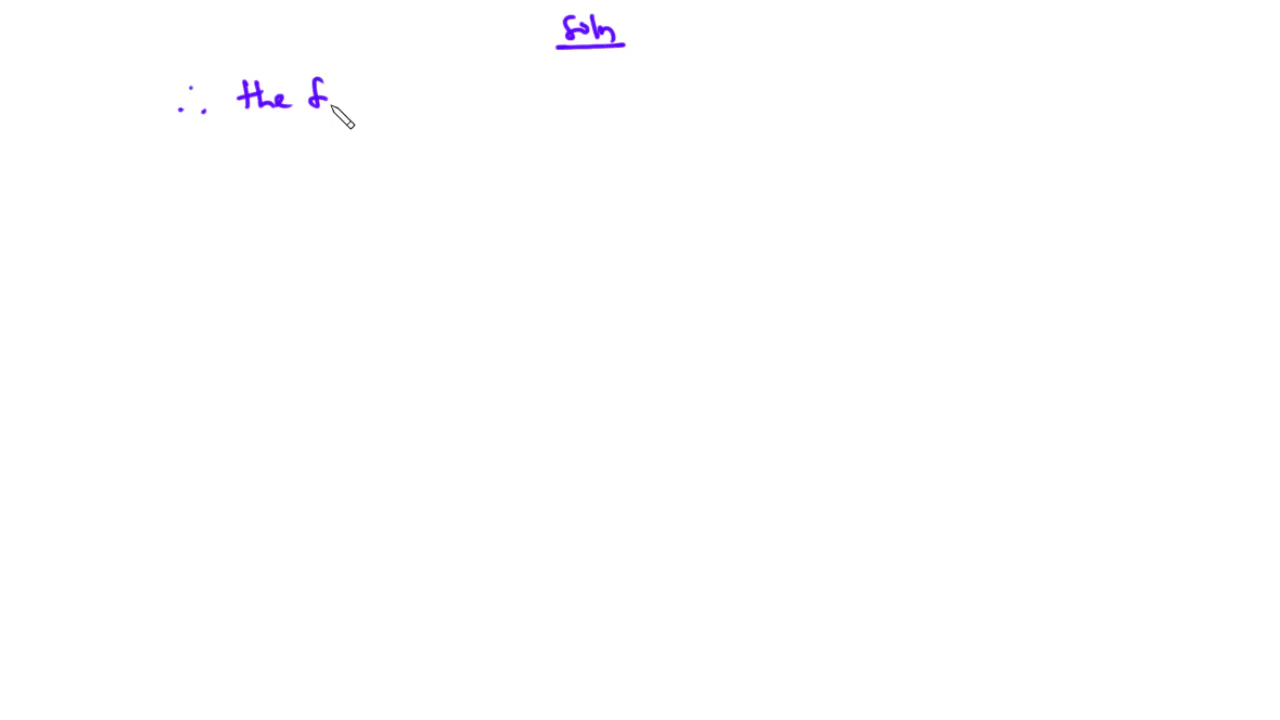 Soln
∴ the f